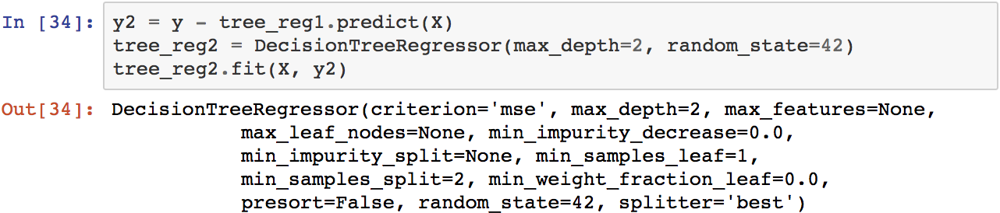 In [34]: y2 = y - tree_reg1.predict(X)
tree_reg2 = DecisionTreeRegressor(max_depth=2, random_state=42)
tree_reg2.fit(X, y2)
Out[34]: DecisionTreeRegressor(criterion='mse', max_depth=2, max_features=None,
max_leaf_nodes=None, min_impurity_decrease=0.0,
min_impurity_split=None, min_samples_leaf=1,
min_samples_split=2, min_weight_fraction_leaf=0.0,
presort=False, random_state=42, splitter='best')